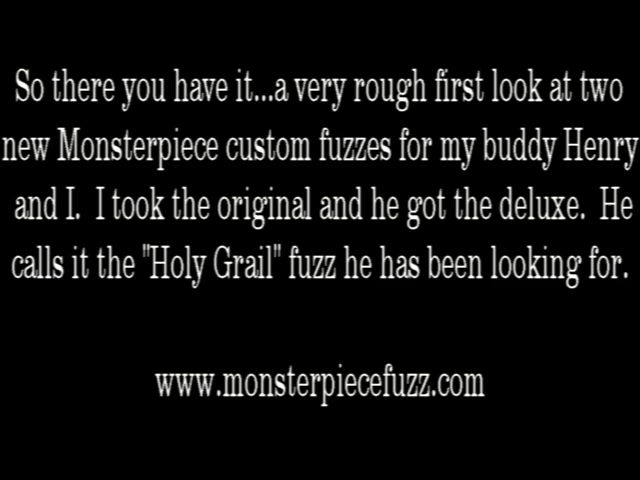 So there you have it...a very rough first look at two
new Monsterpiece custom fuzzes for my buddy Henry
and I.  I took the original and he got the deluxe.  He
calls it the "Holy Grail" fuzz he has been looking for.
www.monsterpiecefuzz.com